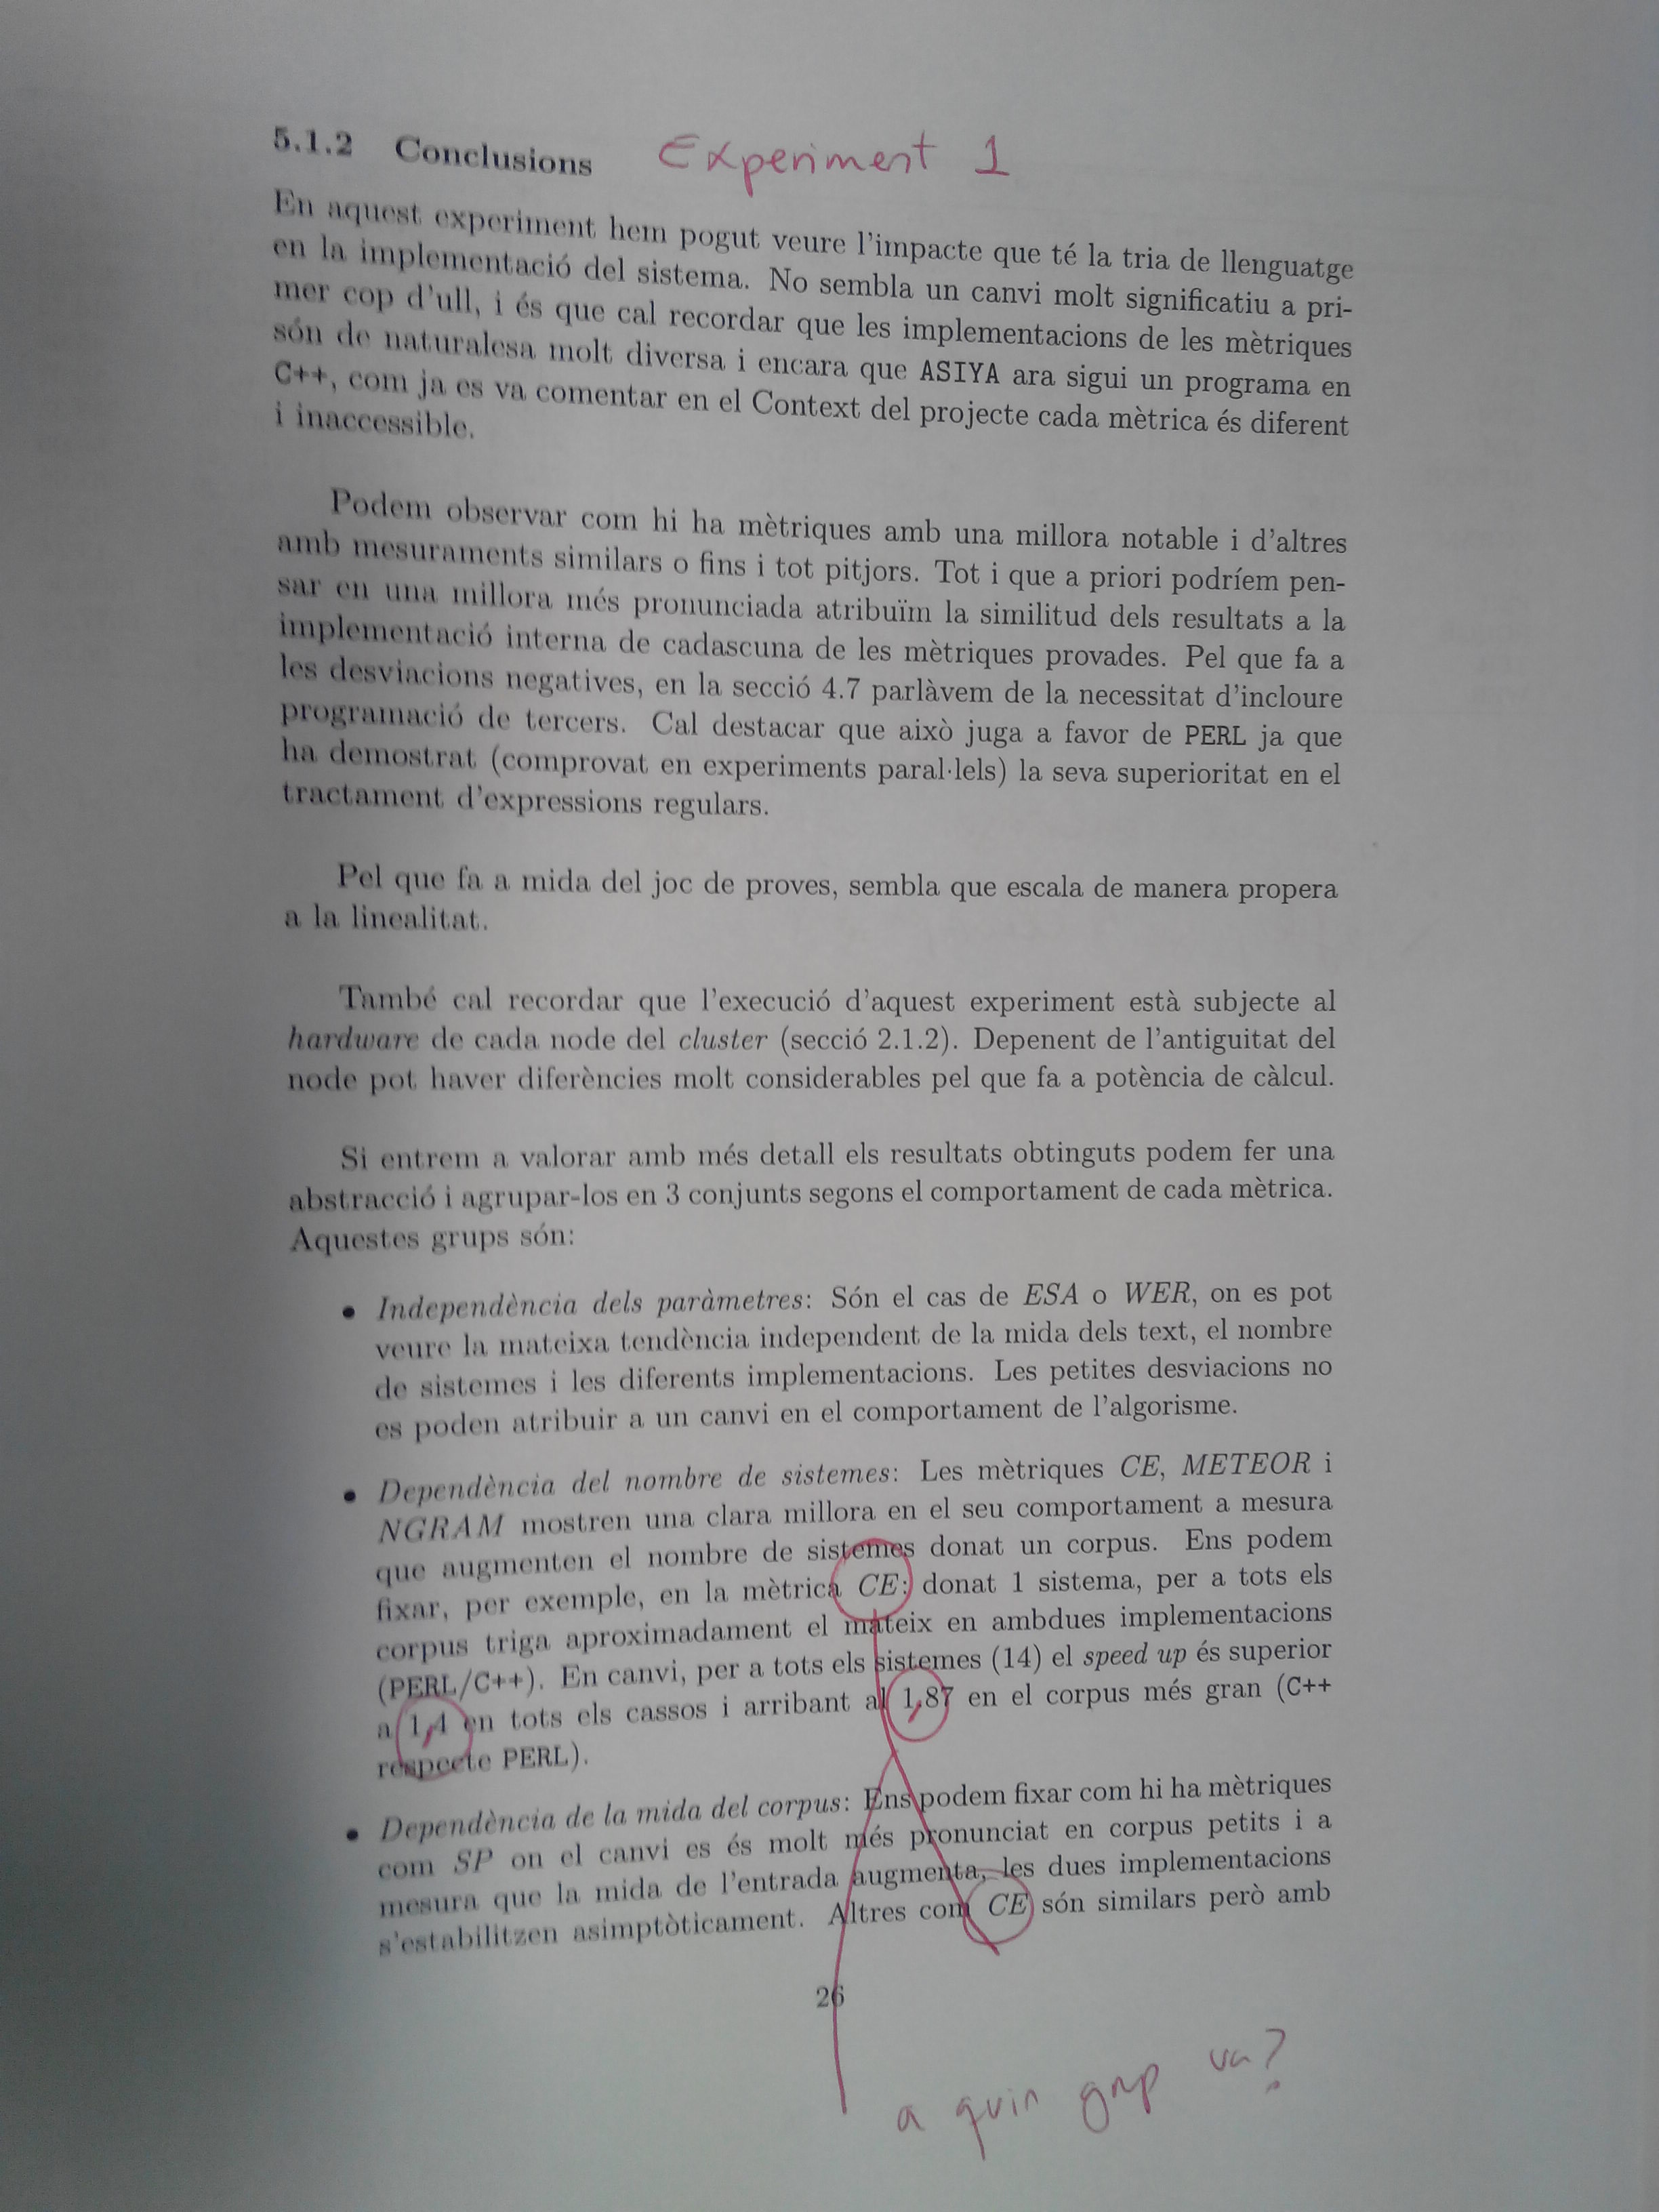 5.1.2 Conclusions Experiment 1
En aquest experiment hem pogut veure l'impacte que té la tria de llenguatge
en la implementació del sistema. No sembla un canvi molt significatiu a pri-
mer cop d'ull, i és que cal recordar que les implementacions de les mètriques
són de naturalesa molt diversa i encara que ASIYA ara sigui un programa en
C++, com ja es va comentar en el Context del projecte cada mètrica és diferent
i inaccessible.
Podem observar com hi ha mètriques amb una millora notable i d'altres
amb mesuraments similars o fins i tot pitjors. Tot i que a priori podríem pen-
sar en una millora més pronunciada atribuïm la similitud dels resultats a la
implementació interna de cadascuna de les mètriques provades. Pel que fa a
les desviacions negatives, en la secció 4.7 parlàvem de la necessitat d'incloure
programació de tercers. Cal destacar que això juga a favor de PERL ja que
ha demostrat (comprovat en experiments paral·lels) la seva superioritat en el
tractament d'expressions regulars.
Pel que fa a mida del joc de proves, sembla que escala de manera propera
a la linealitat.
També cal recordar que l'execució d'aquest experiment està subjecte al
hardware de cada node del cluster (secció 2.1.2). Depenent de l'antiguitat del
node pot haver diferències molt considerables pel que fa a potència de càlcul.
Si entrem a valorar amb més detall els resultats obtinguts podem fer una
abstracció i agrupar-los en 3 conjunts segons el comportament de cada mètrica.
Aquestes grups són:
• Independència dels paràmetres: Són el cas de ESA o WER, on es pot
veure la mateixa tendència independent de la mida dels text, el nombre
de sistemes i les diferents implementacions. Les petites desviacions no
es poden atribuir a un canvi en el comportament de l'algorisme.
• Dependència del nombre de sistemes: Les mètriques CE, METEOR i
NGRAM mostren una clara millora en el seu comportament a mesura
que augmenten el nombre de sistemes donat un corpus. Ens podem
fixar, per exemple, en la mètrica CE: donat 1 sistema, per a tots els
corpus triga aproximadament el mateix en ambdues implementacions
(PERL/C++). En canvi, per a tots els sistemes (14) el speed up és superior
a 1,4 en tots els cassos i arribant al 1,87 en el corpus més gran (C++
respecte PERL).
• Dependència de la mida del corpus: Ens podem fixar com hi ha mètriques
com SP on el canvi es és molt més pronunciat en corpus petits i a
mesura que la mida de l'entrada augmenta, les dues implementacions
s'estabilitzen asimptòticament. Altres com CE són similars però amb
26
a quin grup va?